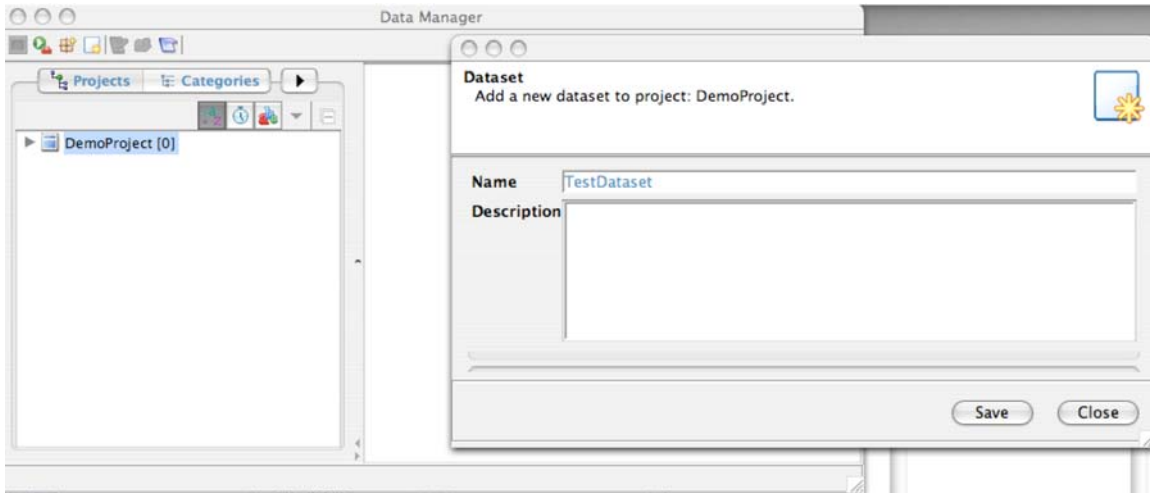 Data Manager
Projects Categories
DemoProject [0]
Dataset
Add a new dataset to project: DemoProject.
Name TestDataset
Description
Save Close